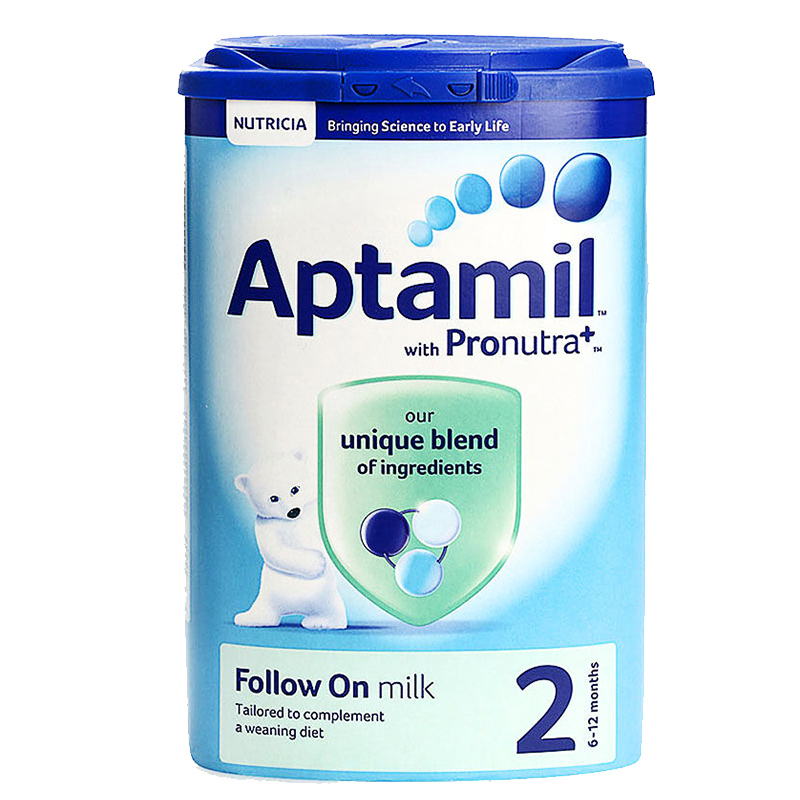 NUTRICIA
Bringing Science to Early Life
Aptamil™
with Pronutra+™
our
unique blend
of ingredients
Follow On milk
Tailored to complement
a weaning diet
2
6-12 months